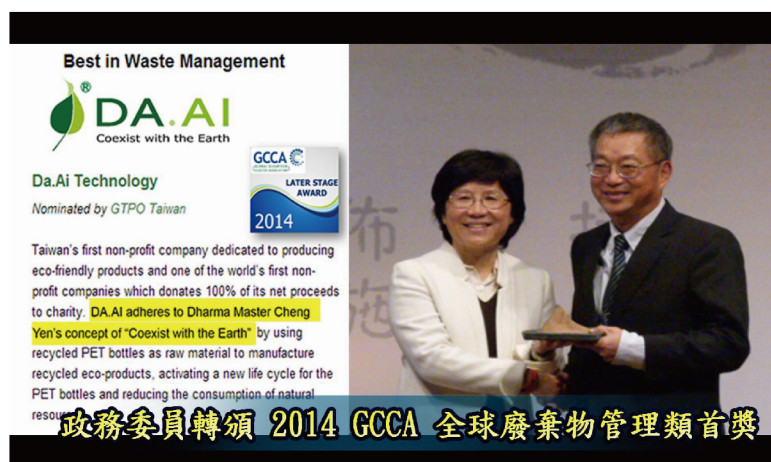 Best in Waste Management
®
DA.AI
Coexist with the Earth
GCCA
LATER STAGE
AWARD
2014
Da.Ai Technology
Nominated by GTPO Taiwan
Taiwan's first non-profit company dedicated to producing
eco-friendly products and one of the world's first non-
profit companies which donates 100% of its net proceeds
to charity. DA.AI adheres to Dharma Master Cheng
Yen's concept of "Coexist with the Earth" by using
recycled PET bottles as raw material to manufacture
recycled eco-products, activating a new life cycle for the
PET bottles and reducing the consumption of natural
布
施
政務委員轉頒 2014 GCCA 全球廢棄物管理類首獎